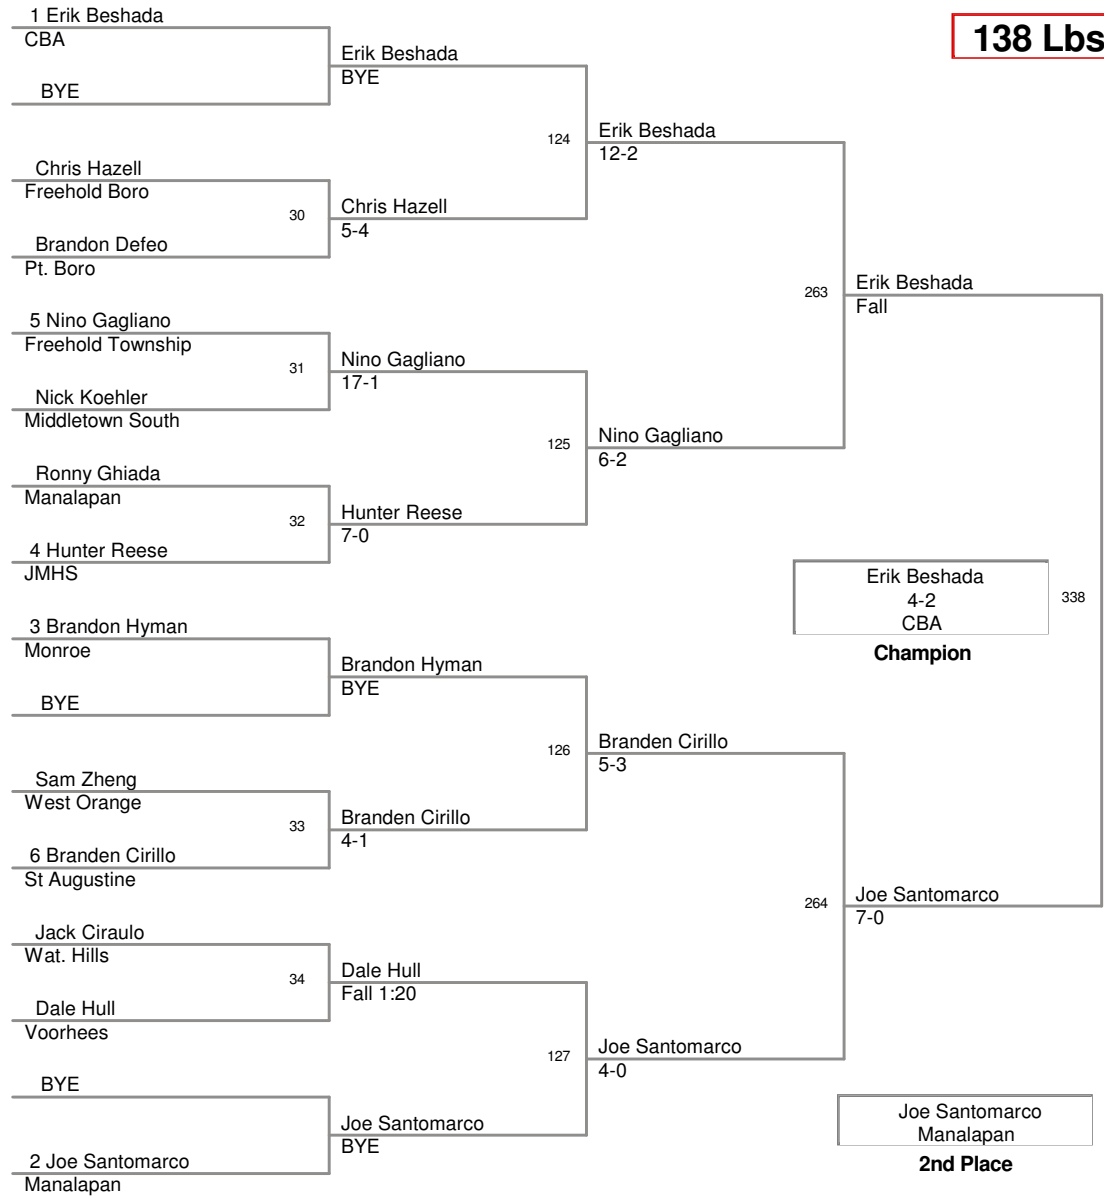 138 Lbs
1 Erik Beshada
CBA
BYE
Chris Hazell
Freehold Boro
30
Brandon Defeo
Pt. Boro
5 Nino Gagliano
Freehold Township
31
Nick Koehler
Middletown South
Ronny Ghiada
Manalapan
32
4 Hunter Reese
JMHS
3 Brandon Hyman
Monroe
BYE
Sam Zheng
West Orange
33
6 Branden Cirillo
St Augustine
Jack Ciraulo
Wat. Hills
34
Dale Hull
Voorhees
BYE
2 Joe Santomarco
Manalapan
Erik Beshada
BYE
124
Chris Hazell
5-4
Nino Gagliano
17-1
125
Hunter Reese
7-0
Brandon Hyman
BYE
126
Branden Cirillo
4-1
Dale Hull
Fall 1:20
127
Joe Santomarco
BYE
Erik Beshada
12-2
263
Nino Gagliano
6-2
Branden Cirillo
5-3
264
Joe Santomarco
4-0
Erik Beshada
Fall
338
Joe Santomarco
7-0
Erik Beshada
4-2
CBA
Champion
Joe Santomarco
Manalapan
2nd Place